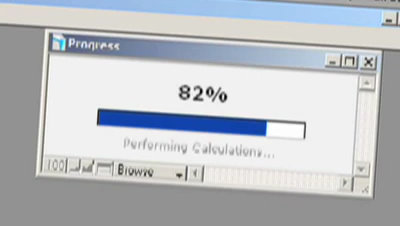 Progress
82%
Performing Calculations...
100
Browse